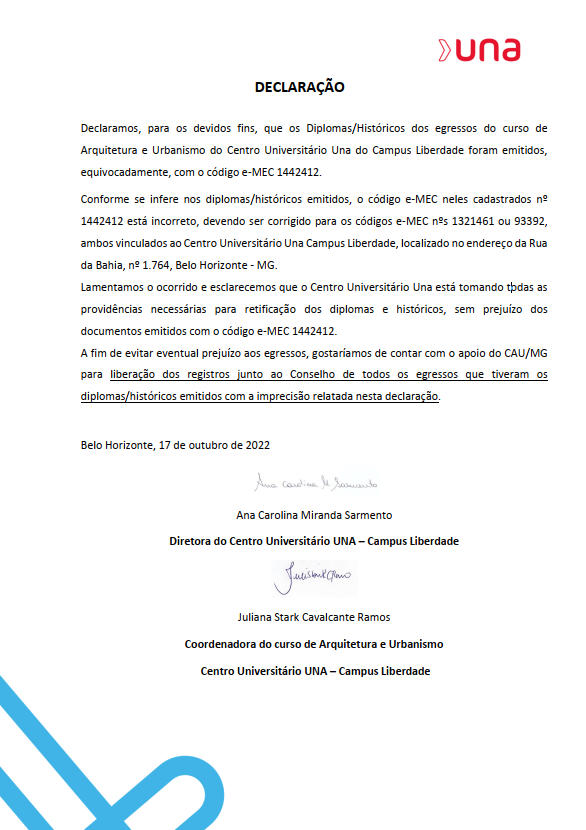 una
DECLARAÇÃO
Declaramos, para os devidos fins, que os Diplomas/Históricos dos egressos do curso de
Arquitetura e Urbanismo do Centro Universitário Una do Campus Liberdade foram emitidos,
equivocadamente, com o código e-MEC 1442412.
Conforme se infere nos diplomas/históricos emitidos, o código e-MEC neles cadastrados nº
1442412 está incorreto, devendo ser corrigido para os códigos e-MEC nºs 1321461 ou 93392,
ambos vinculados ao Centro Universitário Una Campus Liberdade, localizado no endereço da Rua
da Bahia, nº 1.764, Belo Horizonte - MG.
Lamentamos o ocorrido e esclarecemos que o Centro Universitário Una está tomando todas as
providências necessárias para retificação dos diplomas e históricos, sem prejuízo dos
documentos emitidos com o código e-MEC 1442412.
A fim de evitar eventual prejuízo aos egressos, gostaríamos de contar com o apoio do CAU/MG
para liberação dos registros junto ao Conselho de todos os egressos que tiveram os
diplomas/históricos emitidos com a imprecisão relatada nesta declaração.
Belo Horizonte, 17 de outubro de 2022
Ana Carolina M Sarmento
Ana Carolina Miranda Sarmento
Diretora do Centro Universitário UNA – Campus Liberdade
Juliana Stark Cavalcante Ramos
Coordenadora do curso de Arquitetura e Urbanismo
Centro Universitário UNA – Campus Liberdade